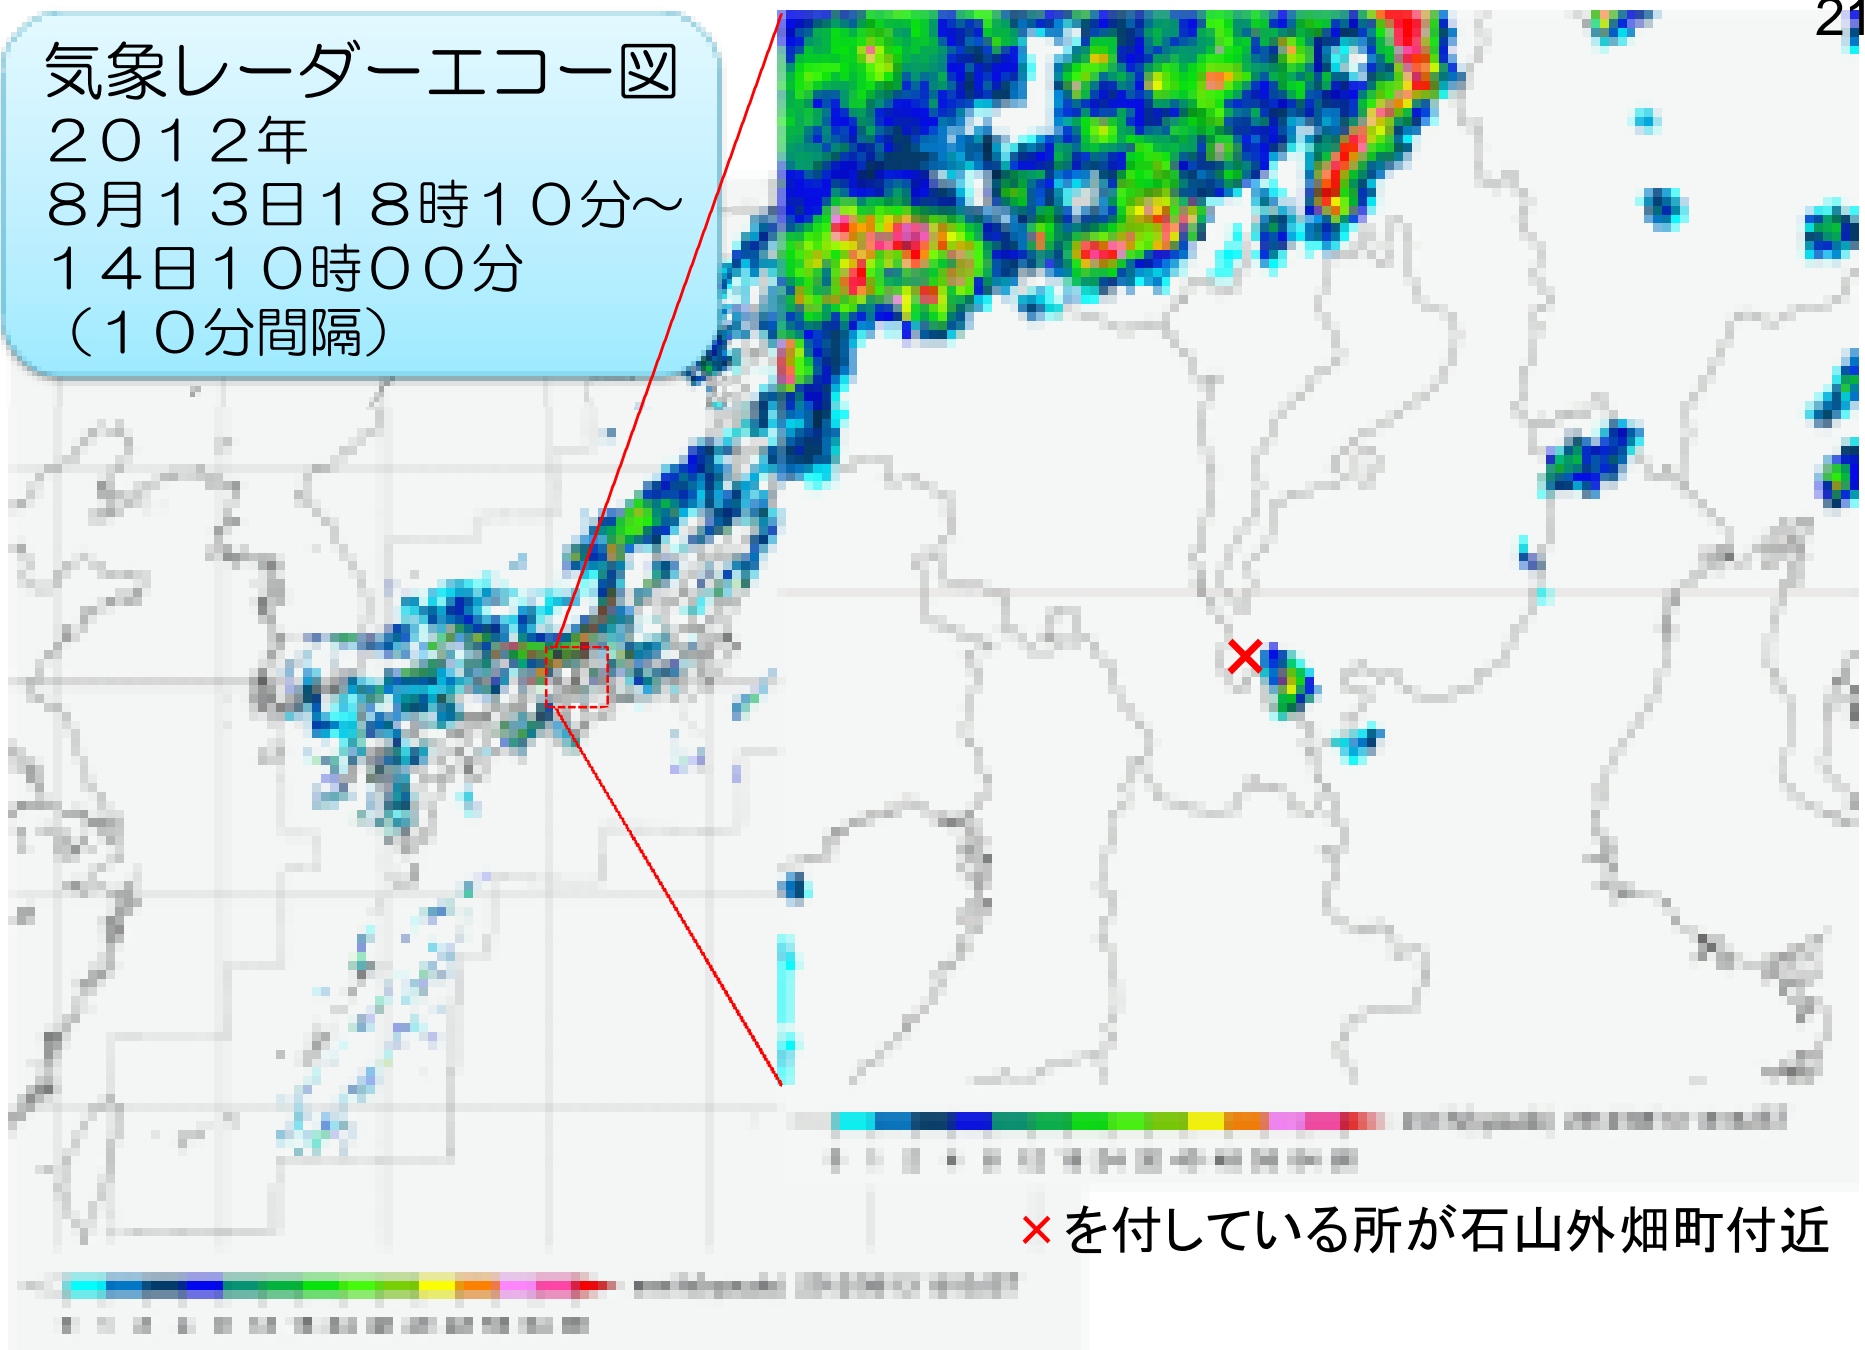 21
気象レーダーエコー図
２０１２年
８月１３日１８時１０分～
１４日１０時００分
（１０分間隔）
×を付している所が石山外畑町付近